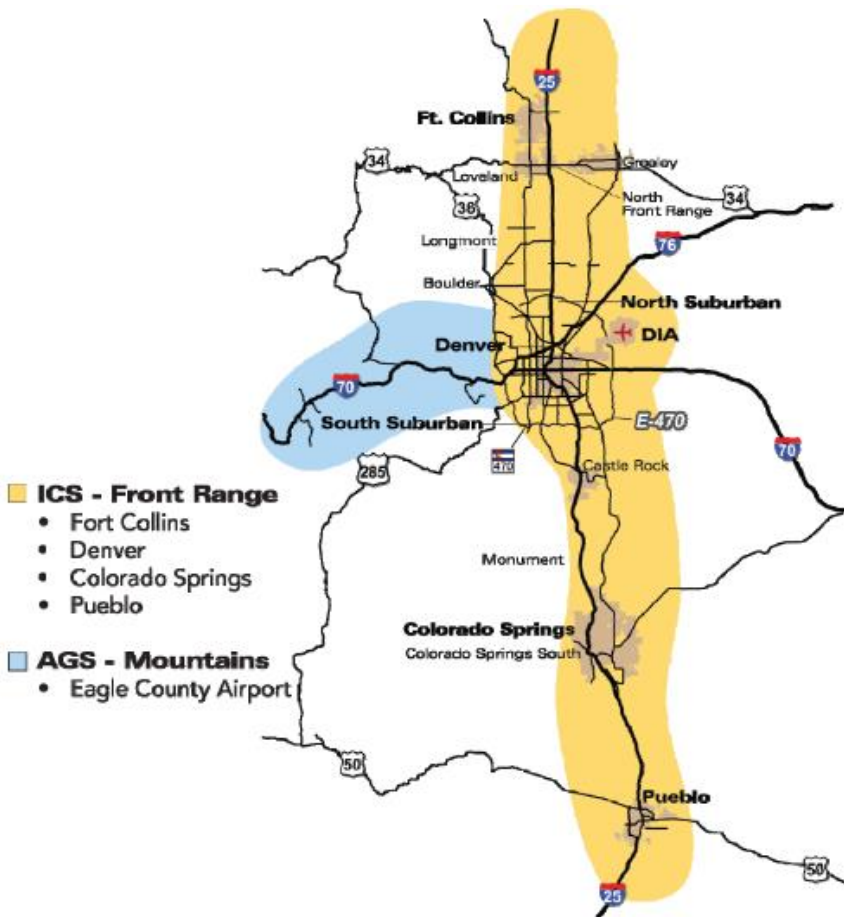 25
Ft. Collins
34
Greeley
Loveland
North
Front Range
34
36
76
Longmont
Boulder
North Suburban
DIA
Denver
70
South Suburban
E-470
470
70
285
Castle Rock
ICS - Front Range
• Fort Collins
• Denver
• Colorado Springs
• Pueblo
Monument
Colorado Springs
Colorado Springs South
AGS - Mountains
• Eagle County Airport
50
Pueblo
50
25